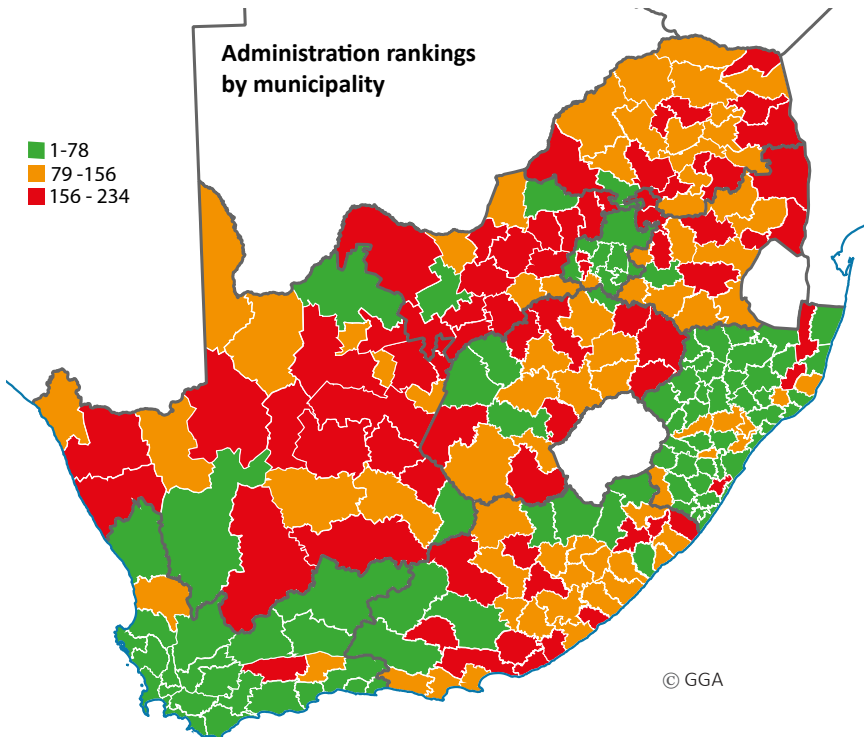 Administration rankings
by municipality
1-78
79 -156
156 - 234
© GGA